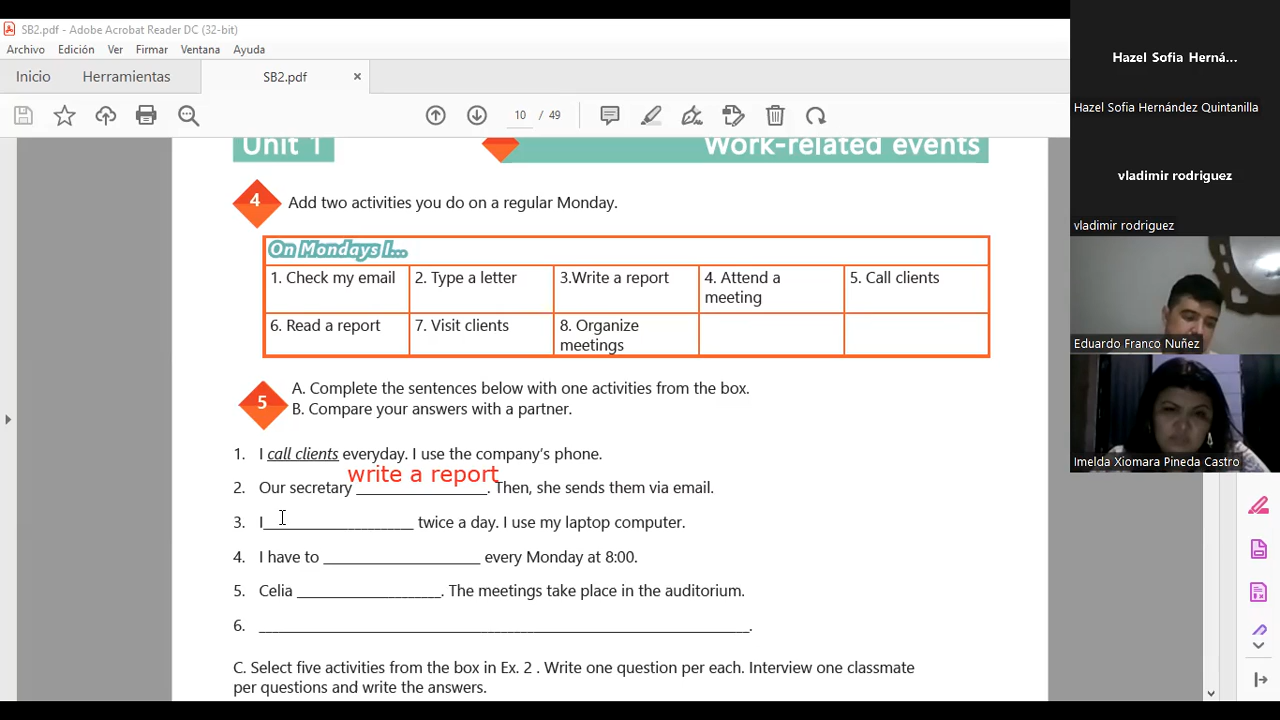 SB2.pdf - Adobe Acrobat Reader DC (32-bit)
Archivo Edición Ver Firmar Ventana Ayuda
Inicio Herramientas SB2.pdf ×
10 / 49
Unit 1 Work-related events
4 Add two activities you do on a regular Monday.
On Mondays I...
1. Check my email 2. Type a letter 3.Write a report 4. Attend a meeting 5. Call clients
6. Read a report 7. Visit clients 8. Organize meetings
5 A. Complete the sentences below with one activities from the box.
B. Compare your answers with a partner.
1. I call clients everyday. I use the company's phone.
write a report
2. Our secretary _______________. Then, she sends them via email.
3. I__________________ twice a day. I use my laptop computer.
4. I have to __________________ every Monday at 8:00.
5. Celia _________________. The meetings take place in the auditorium.
6. __________________________________________________________.
C. Select five activities from the box in Ex. 2 . Write one question per each. Interview one classmate
per questions and write the answers.
Hazel Sofia Herná...
Hazel Sofia Hernández Quintanilla
vladimir rodriguez
vladimir rodriguez
Eduardo Franco Nuñez
Imelda Xiomara Pineda Castro